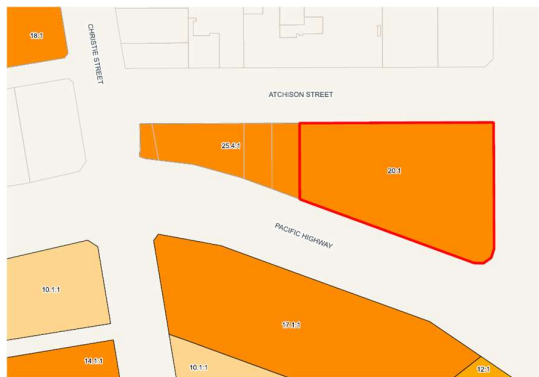 18:1
CHRISTIE STREET
ATCHISON STREET
25.4:1
20:1
PACIFIC HIGHWAY
10.1:1
17.1:1
14.1:1
10.1:1
12:1